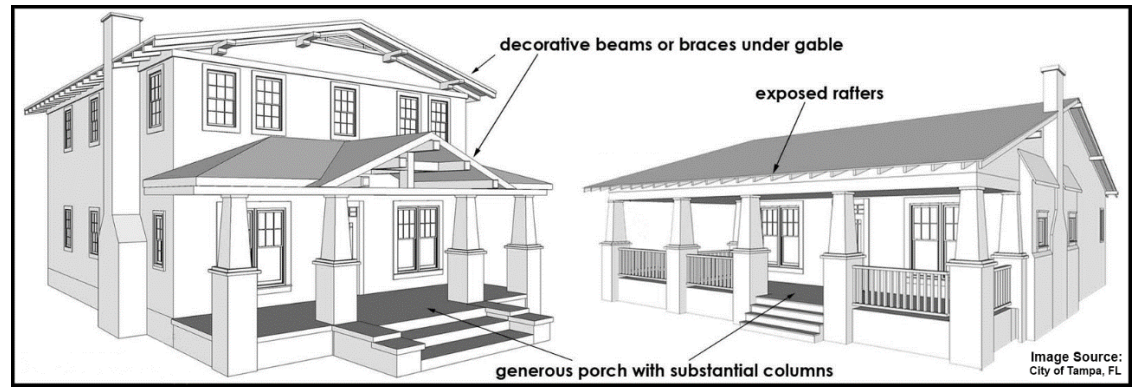 decorative beams or braces under gable
exposed rafters
generous porch with substantial columns
Image Source:
City of Tampa, FL